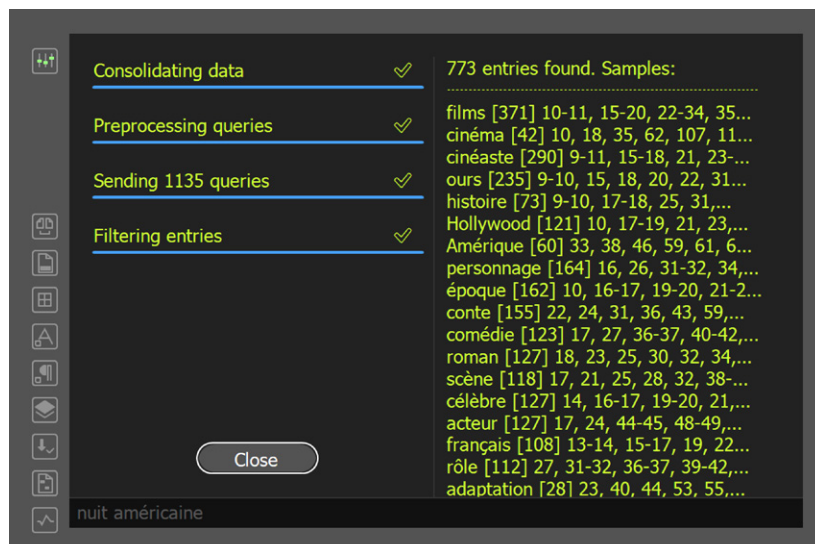 Consolidating data
Preprocessing queries
Sending 1135 queries
Filtering entries
Close
773 entries found. Samples:
films [371] 10-11, 15-20, 22-34, 35...
cinéma [42] 10, 18, 35, 62, 107, 11...
cinéaste [290] 9-11, 15-18, 21, 23-...
ours [235] 9-10, 15, 18, 20, 22, 31...
histoire [73] 9-10, 17-18, 25, 31,...
Hollywood [121] 10, 17-19, 21, 23,...
Amérique [60] 33, 38, 46, 59, 61, 6...
personnage [164] 16, 26, 31-32, 34,...
époque [162] 10, 16-17, 19-20, 21-2...
conte [155] 22, 24, 31, 36, 43, 59,...
comédie [123] 17, 27, 36-37, 40-42,...
roman [127] 18, 23, 25, 30, 32, 34,...
scène [118] 17, 21, 25, 28, 32, 38-...
célèbre [127] 14, 16-17, 19-20, 21,...
acteur [127] 17, 24, 44-45, 48-49,...
français [108] 13-14, 15-17, 19, 22...
rôle [112] 27, 31-32, 36-37, 39-42,...
adaptation [28] 23, 40, 44, 53, 55,...
nuit américaine